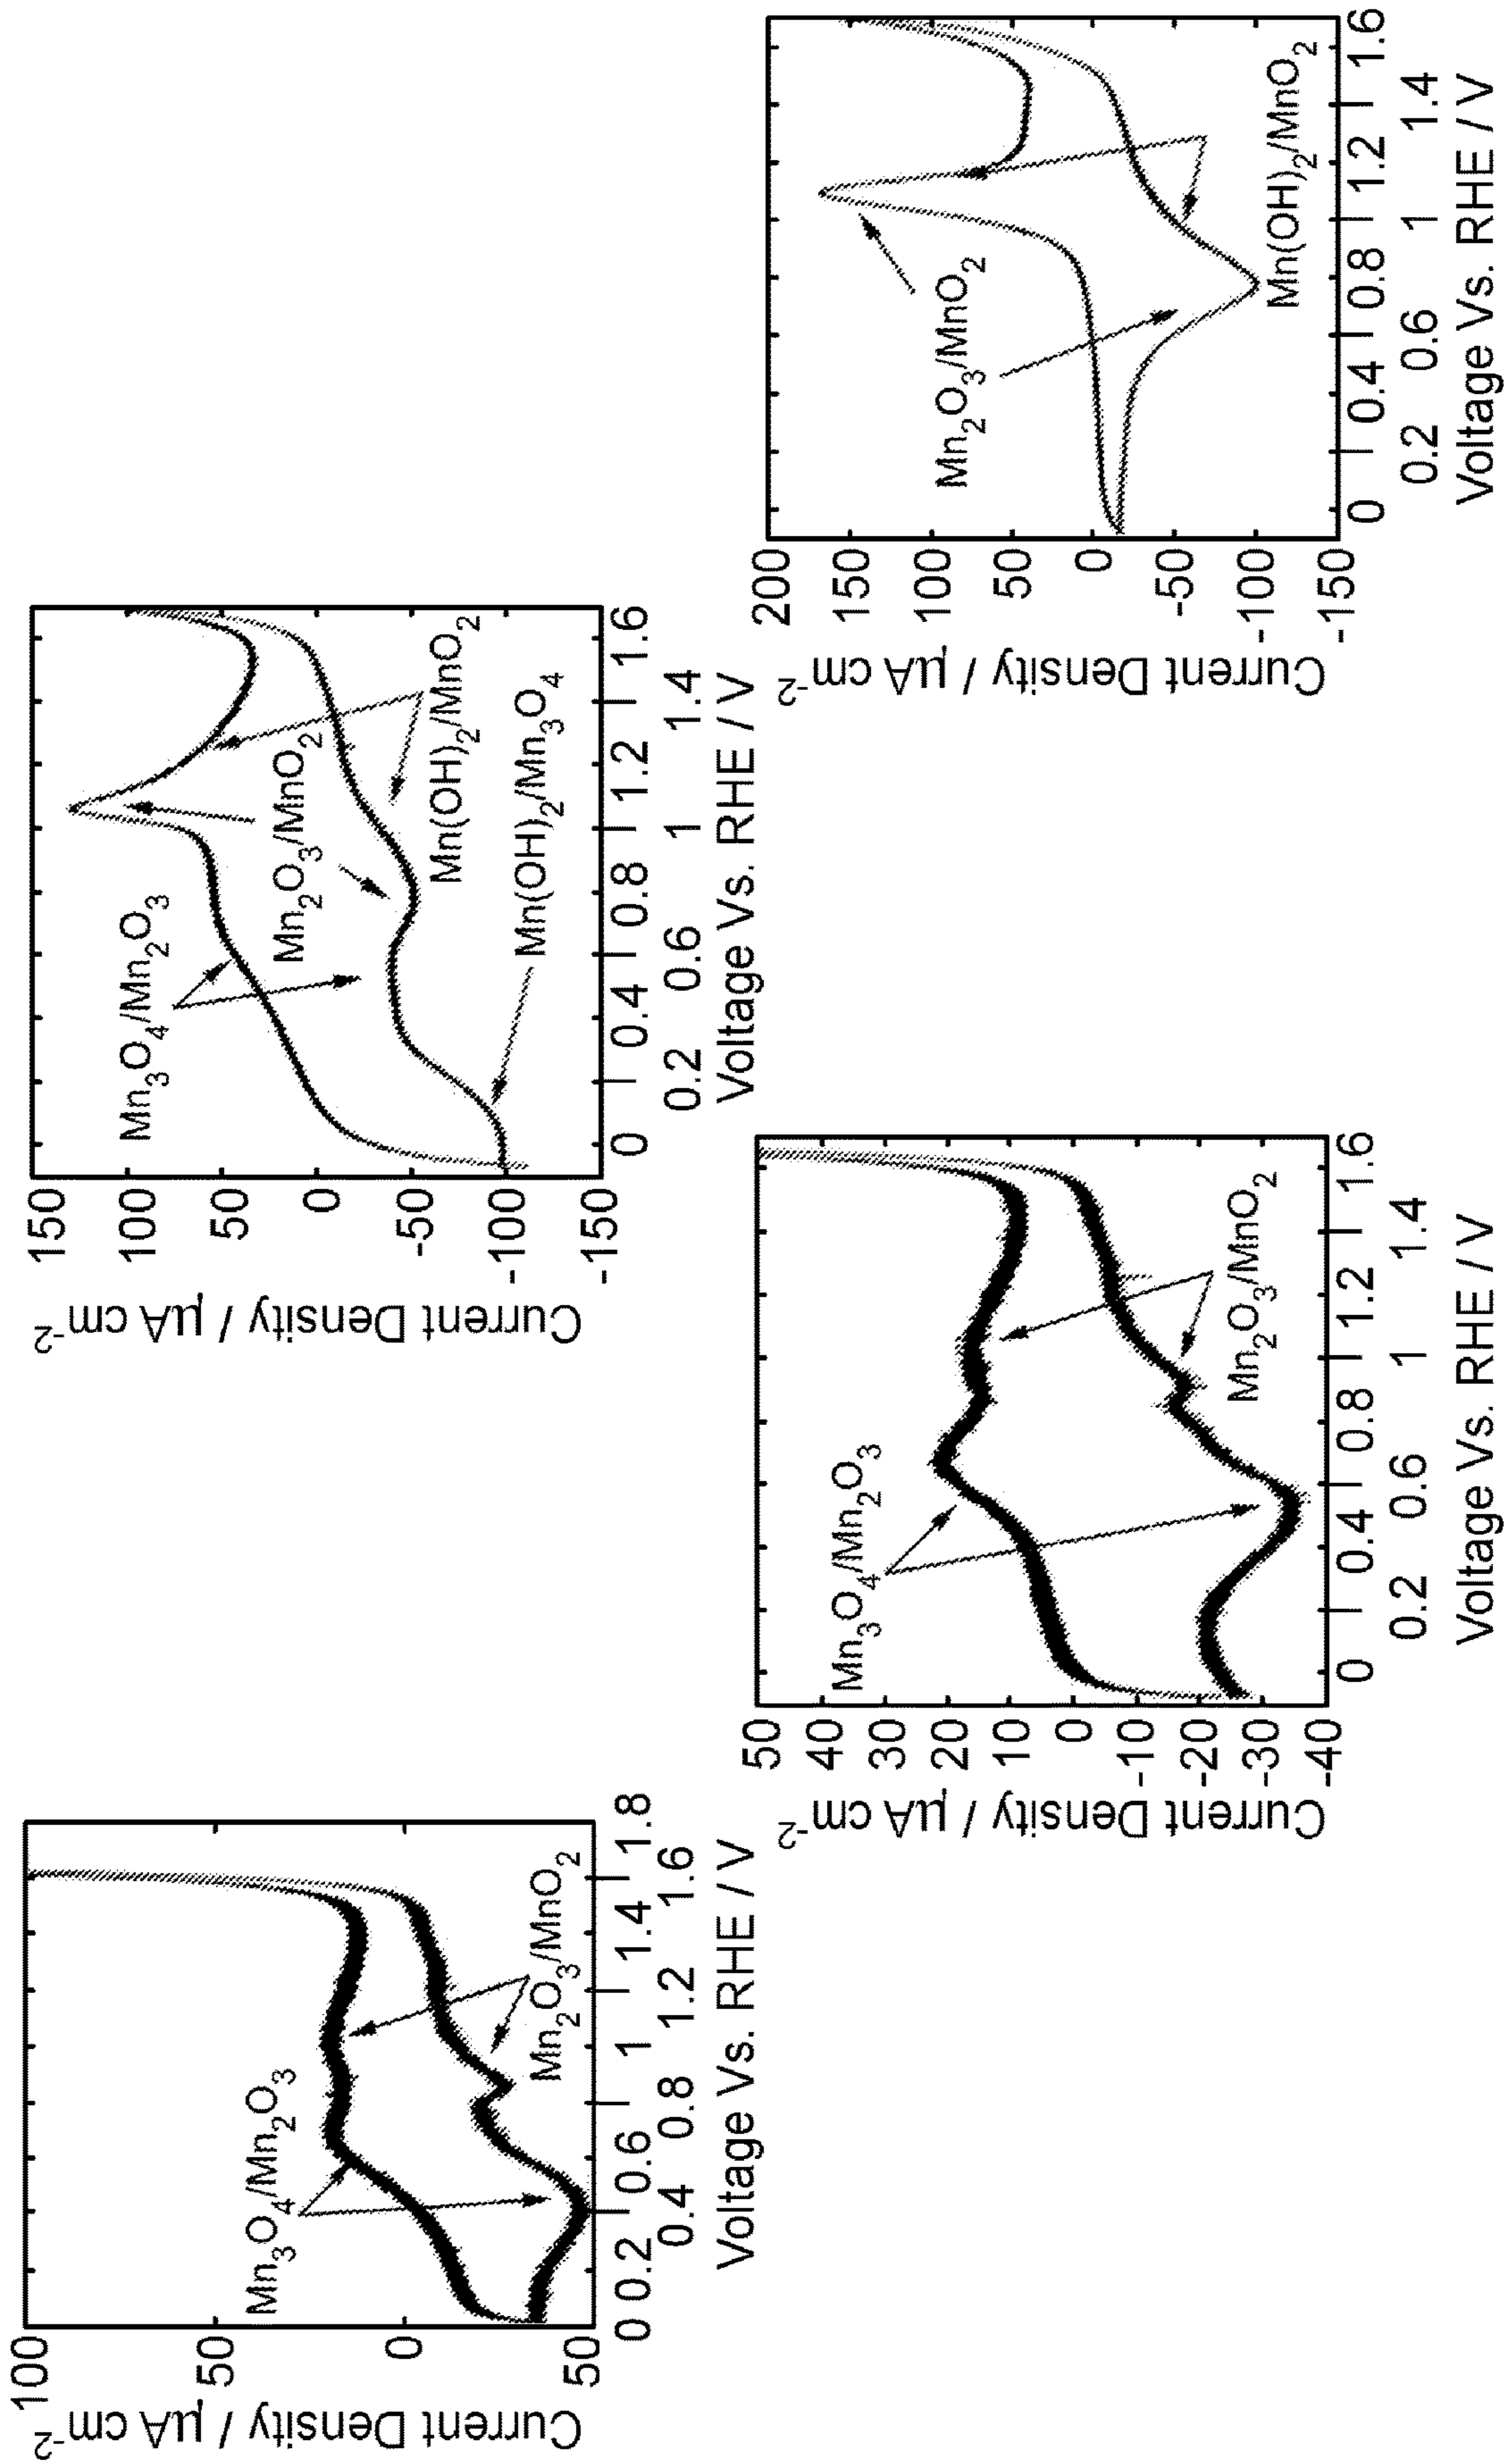 100
50
0
50
Current Density / µA cm-2
0 0.2 0.4 0.6 0.8 1 1.2 1.4 1.6 1.8
Voltage Vs. RHE / V
Mn3O4/Mn2O3
Mn2O3/MnO2
150
100
50
0
-50
-100
-150
Current Density / µA cm-2
0 0.2 0.4 0.6 0.8 1 1.2 1.4 1.6
Voltage Vs. RHE / V
Mn3O4/Mn2O3
Mn2O3/MnO2
Mn(OH)2/MnO2
Mn(OH)2/Mn3O4
50
40
30
20
10
0
-10
-20
-30
-40
Current Density / µA cm-2
0 0.2 0.4 0.6 0.8 1 1.2 1.4 1.6
Voltage Vs. RHE / V
Mn3O4/Mn2O3
Mn2O3/MnO2
200
150
100
50
0
-50
-100
-150
Current Density / µA cm-2
0 0.2 0.4 0.6 0.8 1 1.2 1.4 1.6
Voltage Vs. RHE / V
Mn2O3/MnO2
Mn(OH)2/MnO2